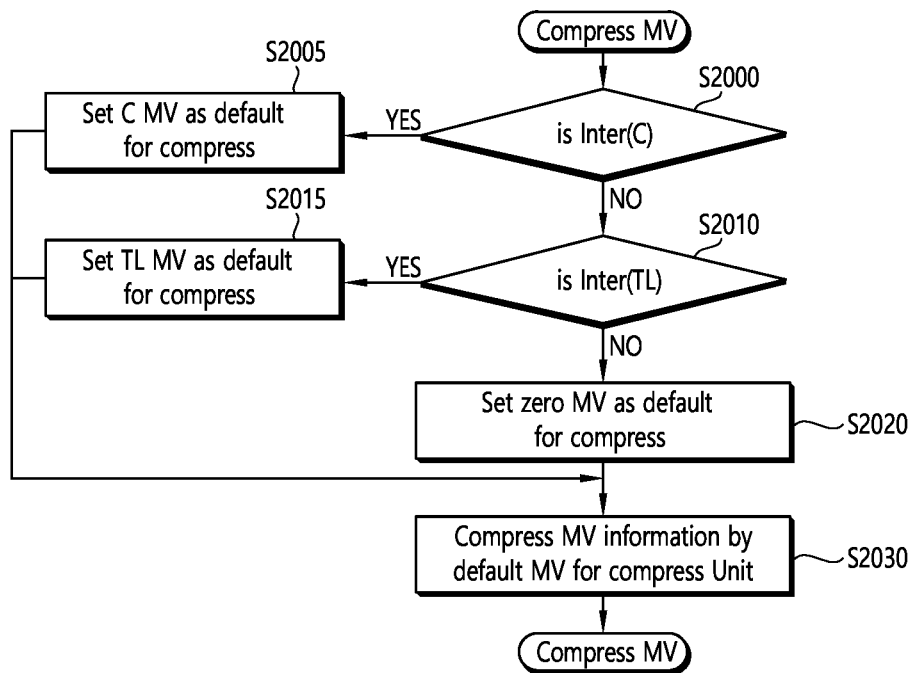 Compress MV
S2005
S2000
Set C MV as default
for compress
YES
is Inter(C)
NO
S2015
S2010
Set TL MV as default
for compress
YES
is Inter(TL)
NO
Set zero MV as default
for compress
S2020
Compress MV information by
default MV for compress Unit
S2030
Compress MV